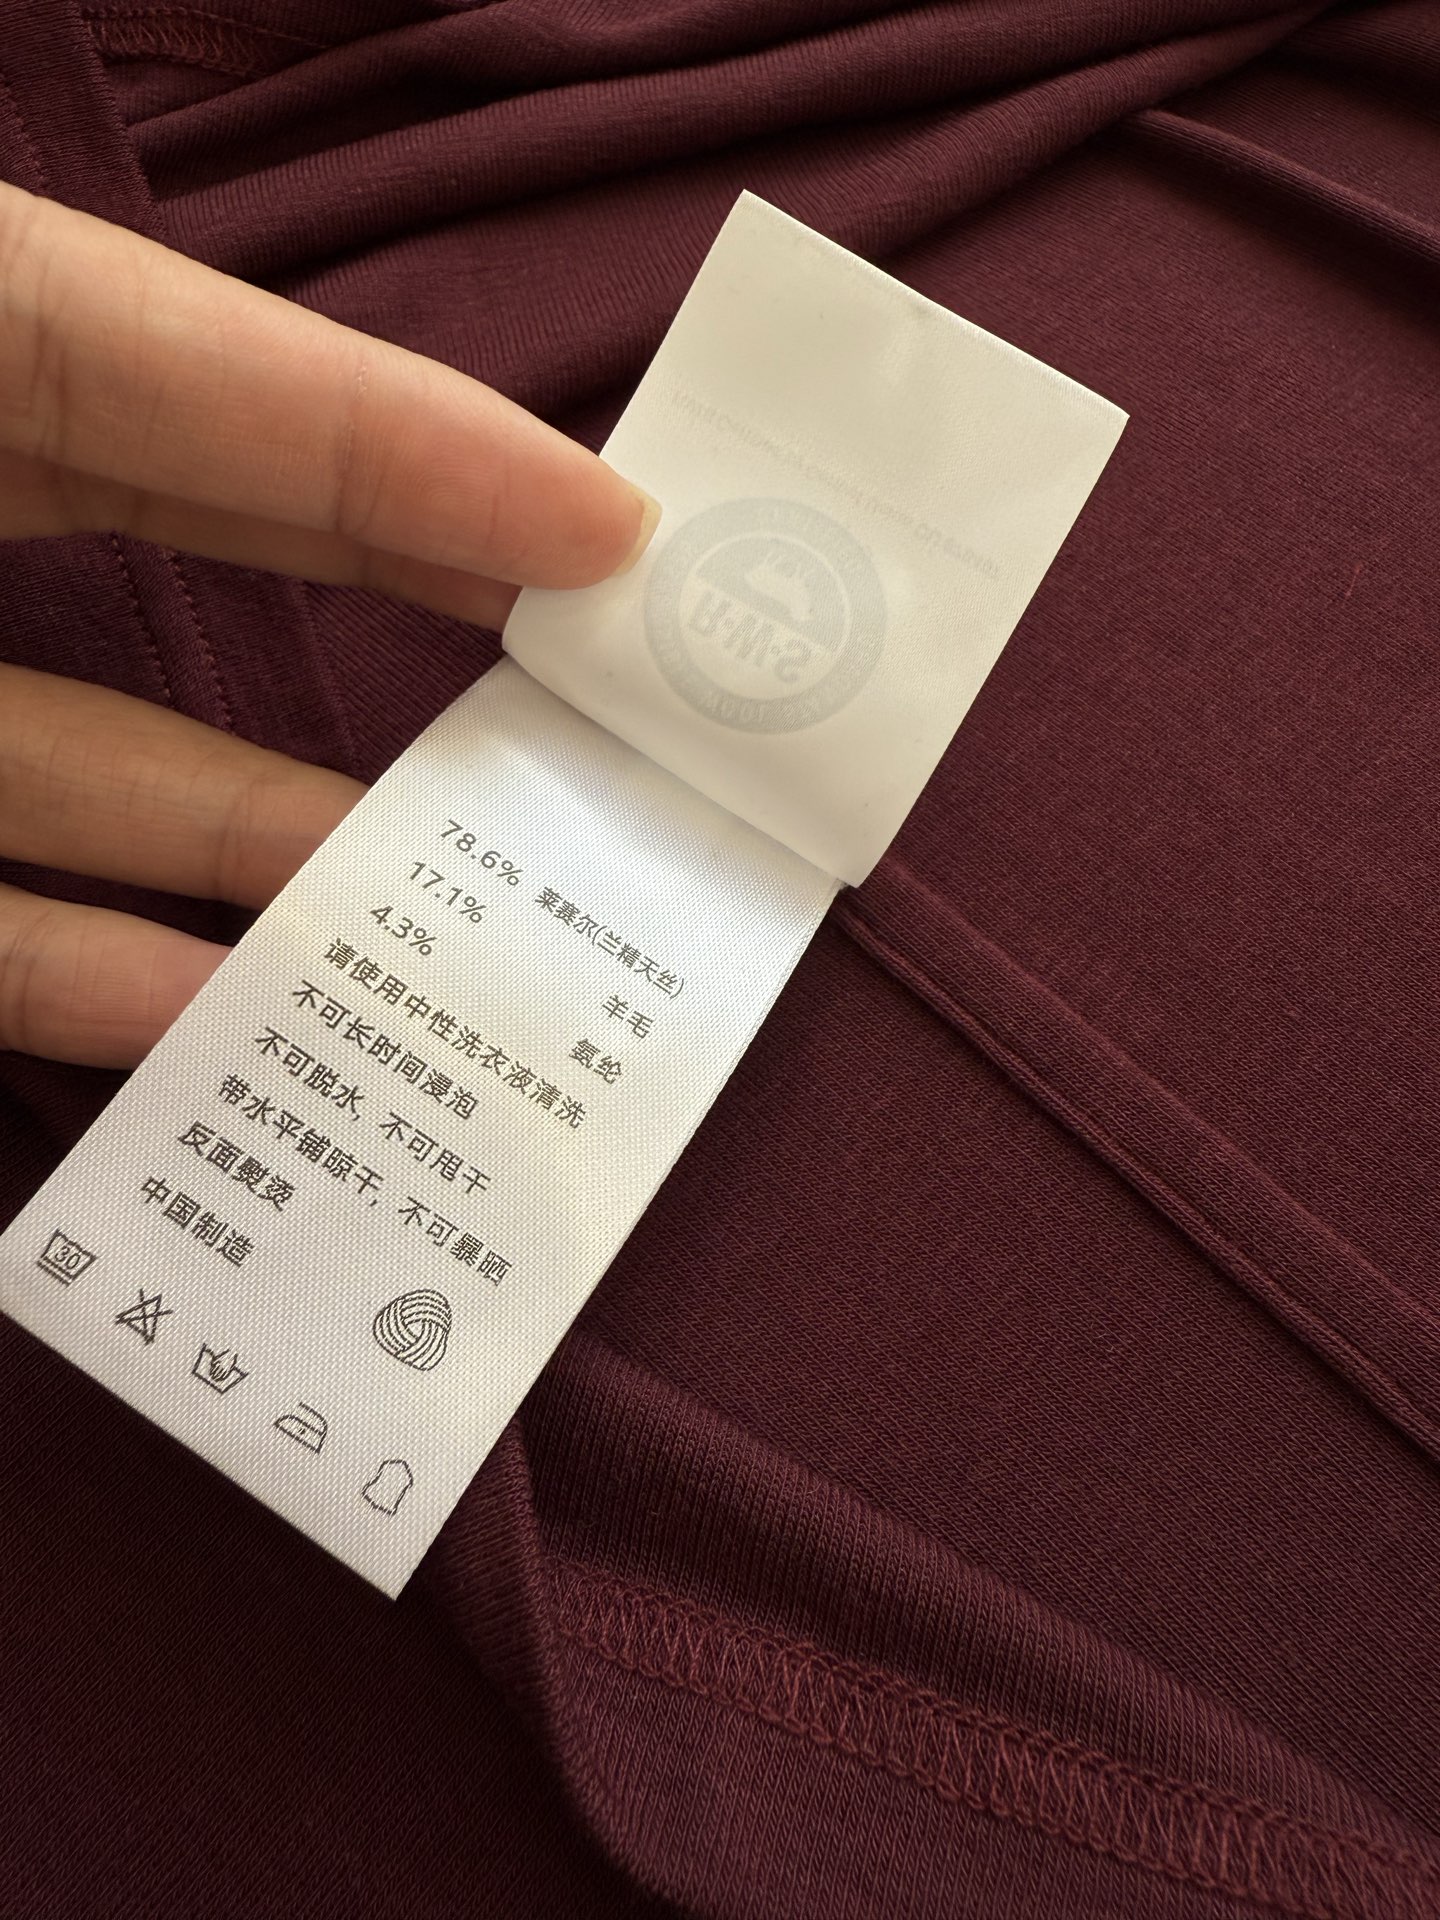 R·W·S
78.6% 莱赛尔(兰精天丝)
17.1% 羊毛
4.3% 氨纶
请使用中性洗衣液清洗
不可长时间浸泡
不可脱水，不可甩干
带水平铺晾干，不可暴晒
反面熨烫
中国制造
30